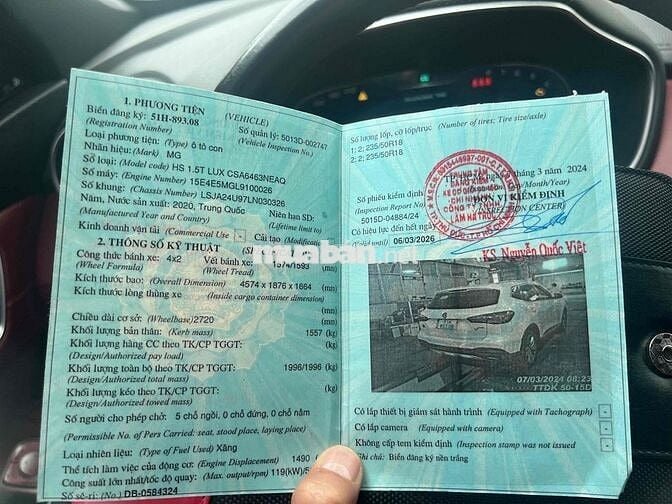 1. PHƯƠNG TIỆN
(VEHICLE)
Biển đăng ký: 51H-893.08
(Registration Number)
Số quản lý: 5013D-002747
(Vehicle Inspection No.)
Loại phương tiện: (Type) ô tô con
Nhãn hiệu: (Mark) MG
Số loại: (Model code) HS 1.5T LUX CSA6463NEAQ
Số máy: (Engine Number) 15E4E5MGL9100026
Số khung: (Chassis Number) LSJA24U97LN030326
Năm, Nước sản xuất: 2020, Trung Quốc
Niên hạn SD:
(Manufactured Year and Country)
(Lifetime limit to)
Kinh doanh vận tải (Commercial Use) -
Cải tạo (Modification)
2. THÔNG SỐ KỸ THUẬT
Công thức bánh xe: 4x2
Vết bánh xe: 1574/1593 (mm)
(Wheel Formula)
(Wheel Tread)
Kích thước bao: (Overall Dimension) 4574 x 1876 x 1664 (mm)
Kích thước lòng thùng xe (mm)
(Inside cargo container dimension)
Chiều dài cơ sở: (Wheelbase) 2720 (mm)
Khối lượng bản thân: (Kerb mass) 1557 (kg)
Khối lượng hàng CC theo TK/CP TGGT: (kg)
(Design/Authorized pay load)
Khối lượng toàn bộ theo TK/CP TGGT: 1996/1996 (kg)
(Design/Authorized total mass)
Khối lượng kéo theo TK/CP TGGT: (kg)
(Design/Authorized towed mass)
Số người cho phép chở: 5 chỗ ngồi, 0 chỗ đứng, 0 chỗ nằm
(Permissible No. of Pers Carried: seat, stood place, laying place)
Loại nhiên liệu: (Type of Fuel Used) Xăng
Thể tích làm việc của động cơ: (Engine Displacement) 1490
Công suất lớn nhất/tốc độ quay: (Max. output/rpm) 119(kW)/5
Số sê-ri: (No.) DB-0584324
Số lượng lốp, cỡ lốp/trục (Number of tires; Tire size/axle)
1; 2; 235/50R18
2; 2; 235/50R18
tháng 3 năm 2024
Số phiếu kiểm định
(Inspection Report No)
5015D-04884/24
ĐƠN VỊ KIỂM ĐỊNH
(INSPECTION CENTER)
Có hiệu lực đến hết ngày
(Valid until) 06/03/2026
KS. Nguyễn Quốc Việt
muaban.net
07/03/2024 08:23
TTDK 50-15D
Có lắp thiết bị giám sát hành trình (Equipped with Tachograph) -
Có lắp camera (Equipped with camera) -
Không cấp tem kiểm định (Inspection stamp was not issued) -
Ghi chú: Biển đăng ký nền trắng